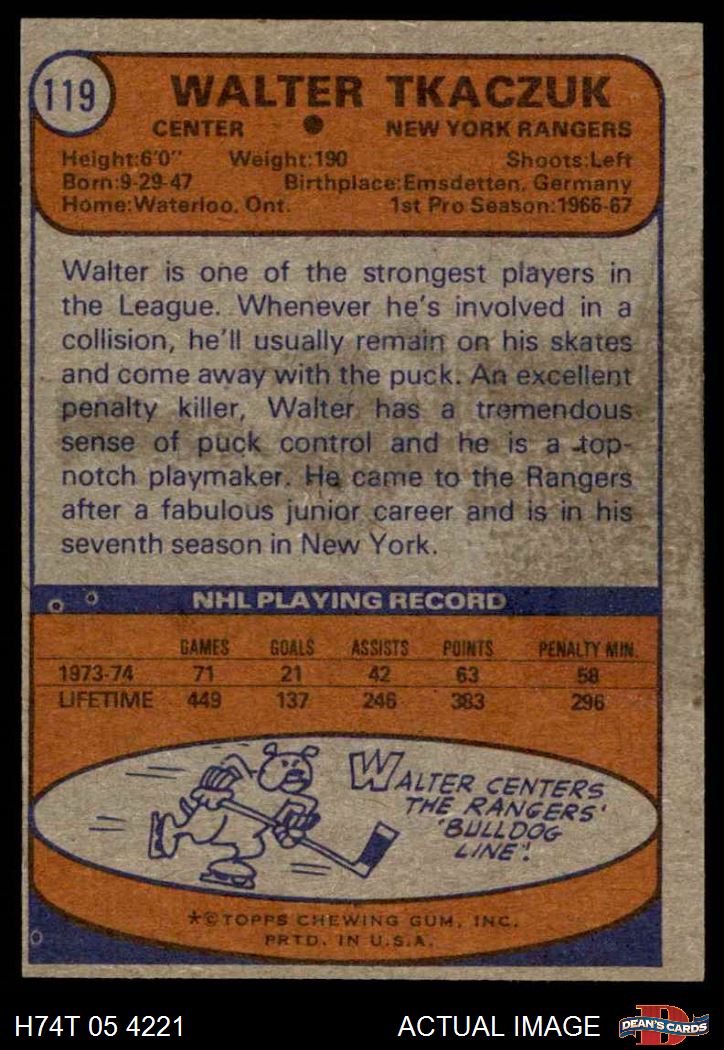 119
WALTER TKACZUK
CENTER • NEW YORK RANGERS
Height:6'0" Weight:190 Shoots:Left
Born:9-29-47 Birthplace:Emsdetten, Germany
Home:Waterloo, Ont. 1st Pro Season:1966-67
Walter is one of the strongest players in
the League. Whenever he's involved in a
collision, he'll usually remain on his skates
and come away with the puck. An excellent
penalty killer, Walter has a tremendous
sense of puck control and he is a top-
notch playmaker. He came to the Rangers
after a fabulous junior career and is in his
seventh season in New York.
NHL PLAYING RECORD
GAMES GOALS ASSISTS POINTS PENALTY MIN.
1973-74 71 21 42 63 58
LIFETIME 449 137 246 383 296
WALTER CENTERS
THE RANGERS'
'BULLDOG
LINE'!
*©TOPPS CHEWING GUM, INC.
PRTD. IN U.S.A.
H74T 05 4221 ACTUAL IMAGE
D
DEAN'S CARDS